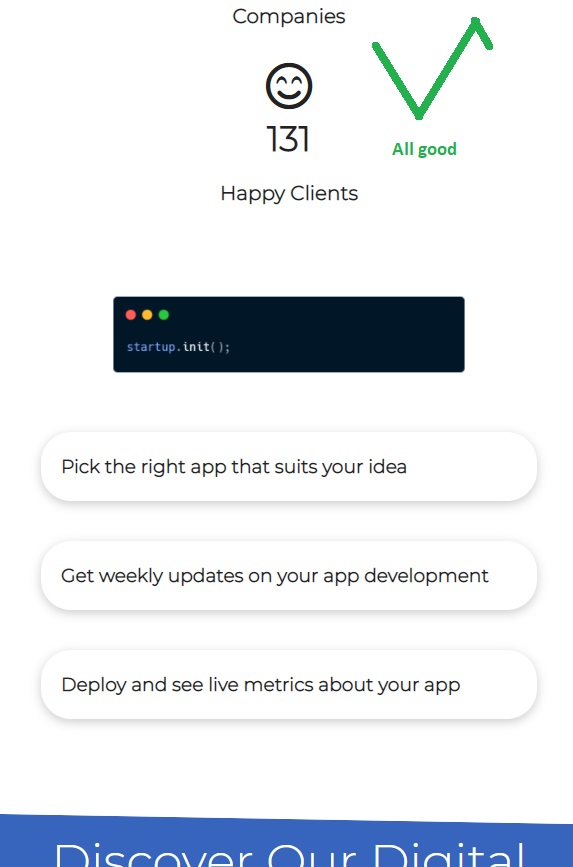 Companies
131
All good
Happy Clients
startup.init();
Pick the right app that suits your idea
Get weekly updates on your app development
Deploy and see live metrics about your app
Discover Our Digital